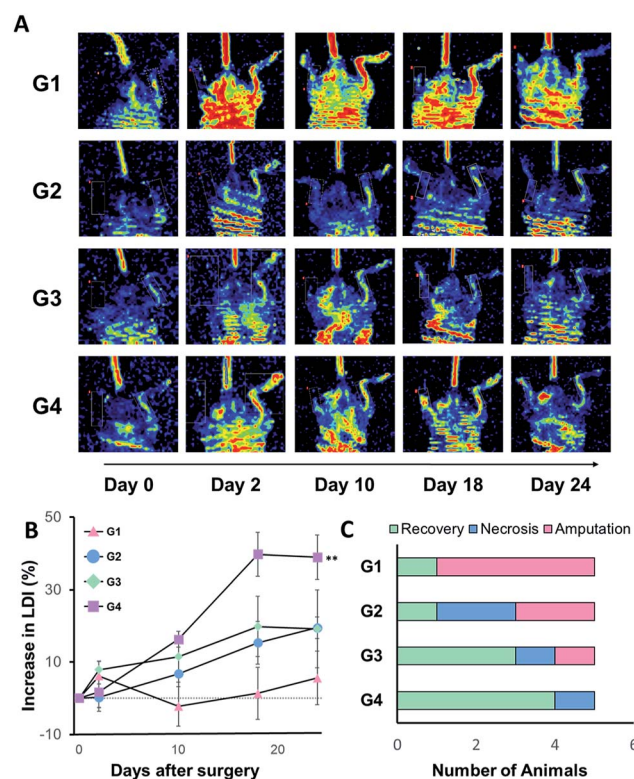 A
G1
G2
G3
G4
Day 0 Day 2 Day 10 Day 18 Day 24
B
50
30
10
-10
Increase in LDI (%)
G1
G2
G3
G4
**
0 20
Days after surgery
C
Recovery Necrosis Amputation
G1
G2
G3
G4
0 2 4 6
Number of Animals